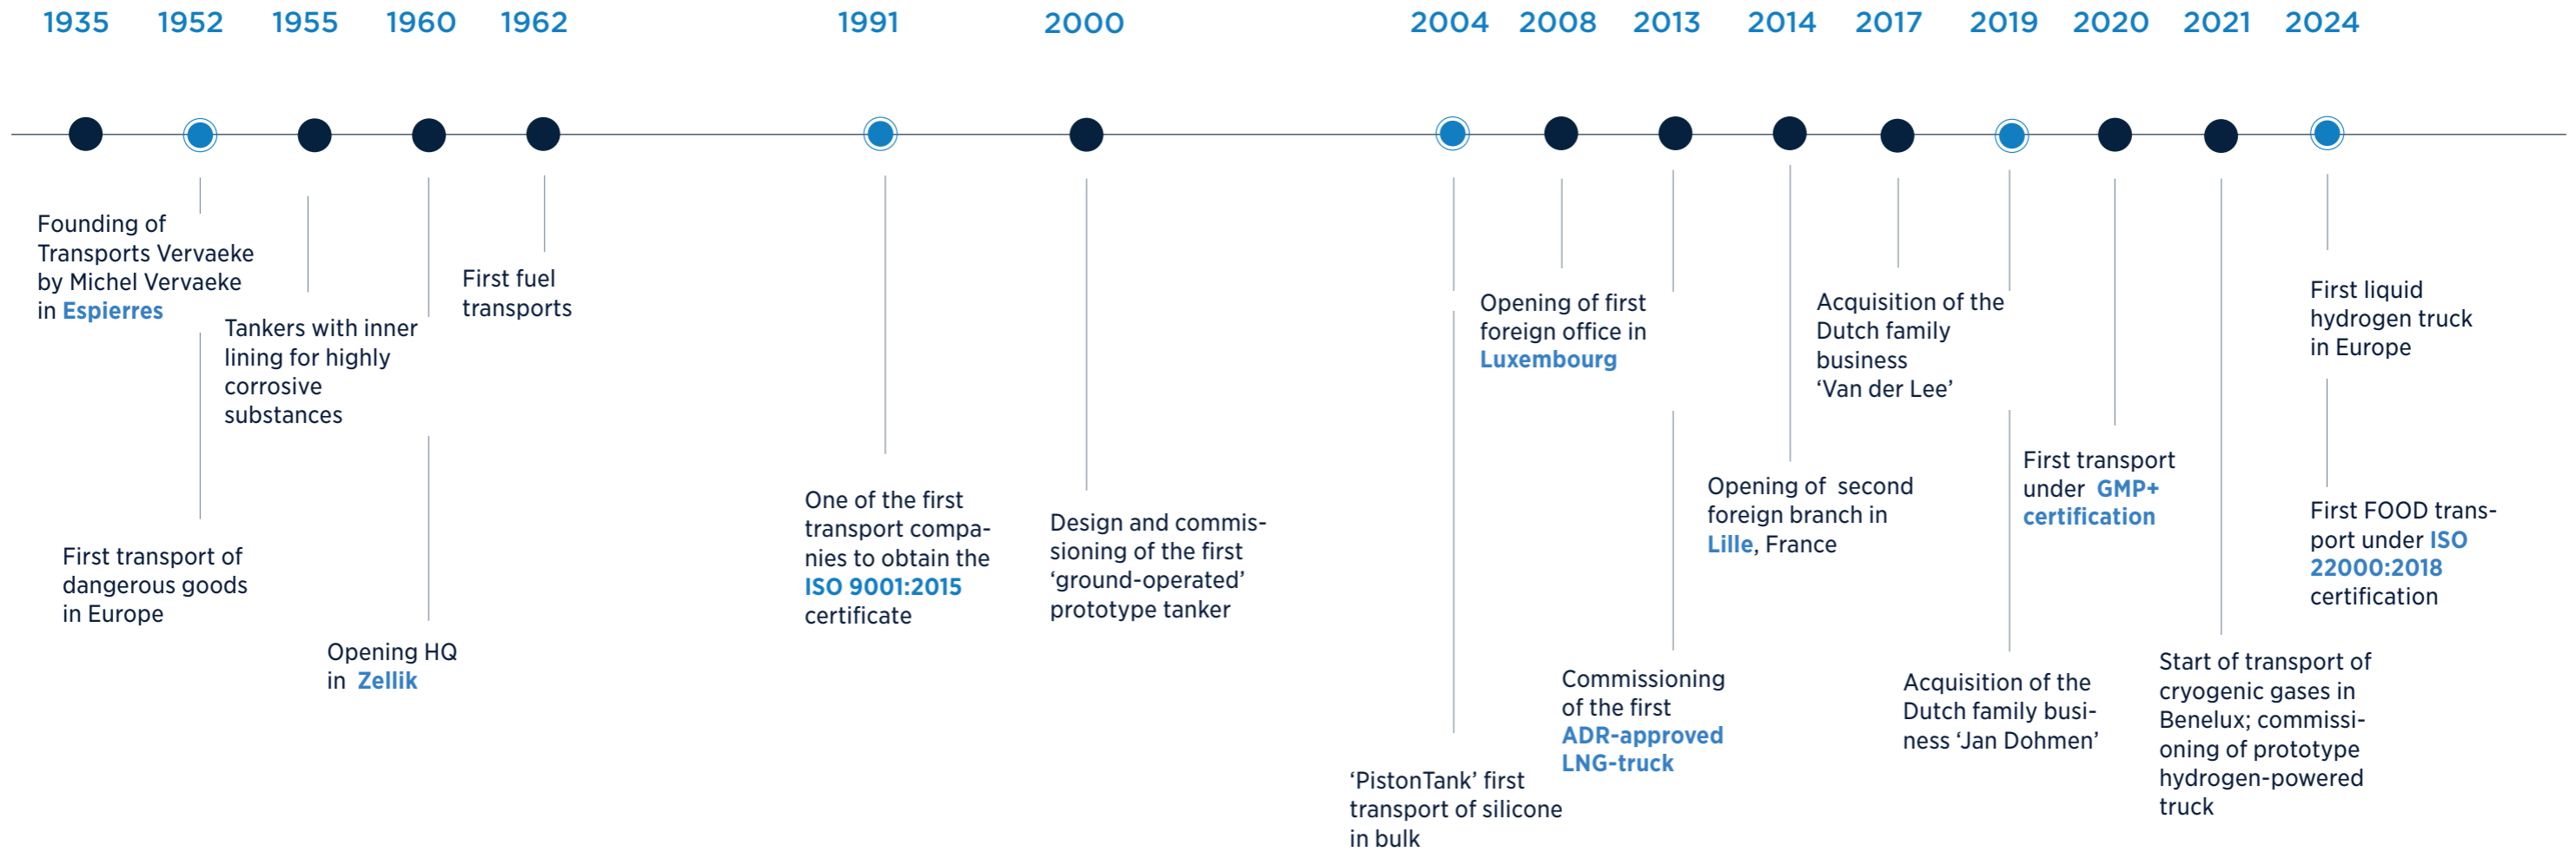 1935
1952
1955
1960
1962
1991
2000
2004
2008
2013
2014
2017
2019
2020
2021
2024
Founding of
Transports Vervaeke
by Michel Vervaeke
in Espierres
First transport of
dangerous goods
in Europe
Tankers with inner
lining for highly
corrosive
substances
Opening HQ
in Zellik
First fuel
transports
One of the first
transport compa-
nies to obtain the
ISO 9001:2015
certificate
Design and commis-
sioning of the first
‘ground-operated’
prototype tanker
‘PistonTank’ first
transport of silicone
in bulk
Opening of first
foreign office in
Luxembourg
Commissioning
of the first
ADR-approved
LNG-truck
Opening of second
foreign branch in
Lille, France
Acquisition of the
Dutch family
business
‘Van der Lee’
Acquisition of the
Dutch family busi-
ness ‘Jan Dohmen’
First transport
under GMP+
certification
Start of transport of
cryogenic gases in
Benelux; commissi-
oning of prototype
hydrogen-powered
truck
First liquid
hydrogen truck
in Europe
First FOOD trans-
port under ISO
22000:2018
certification